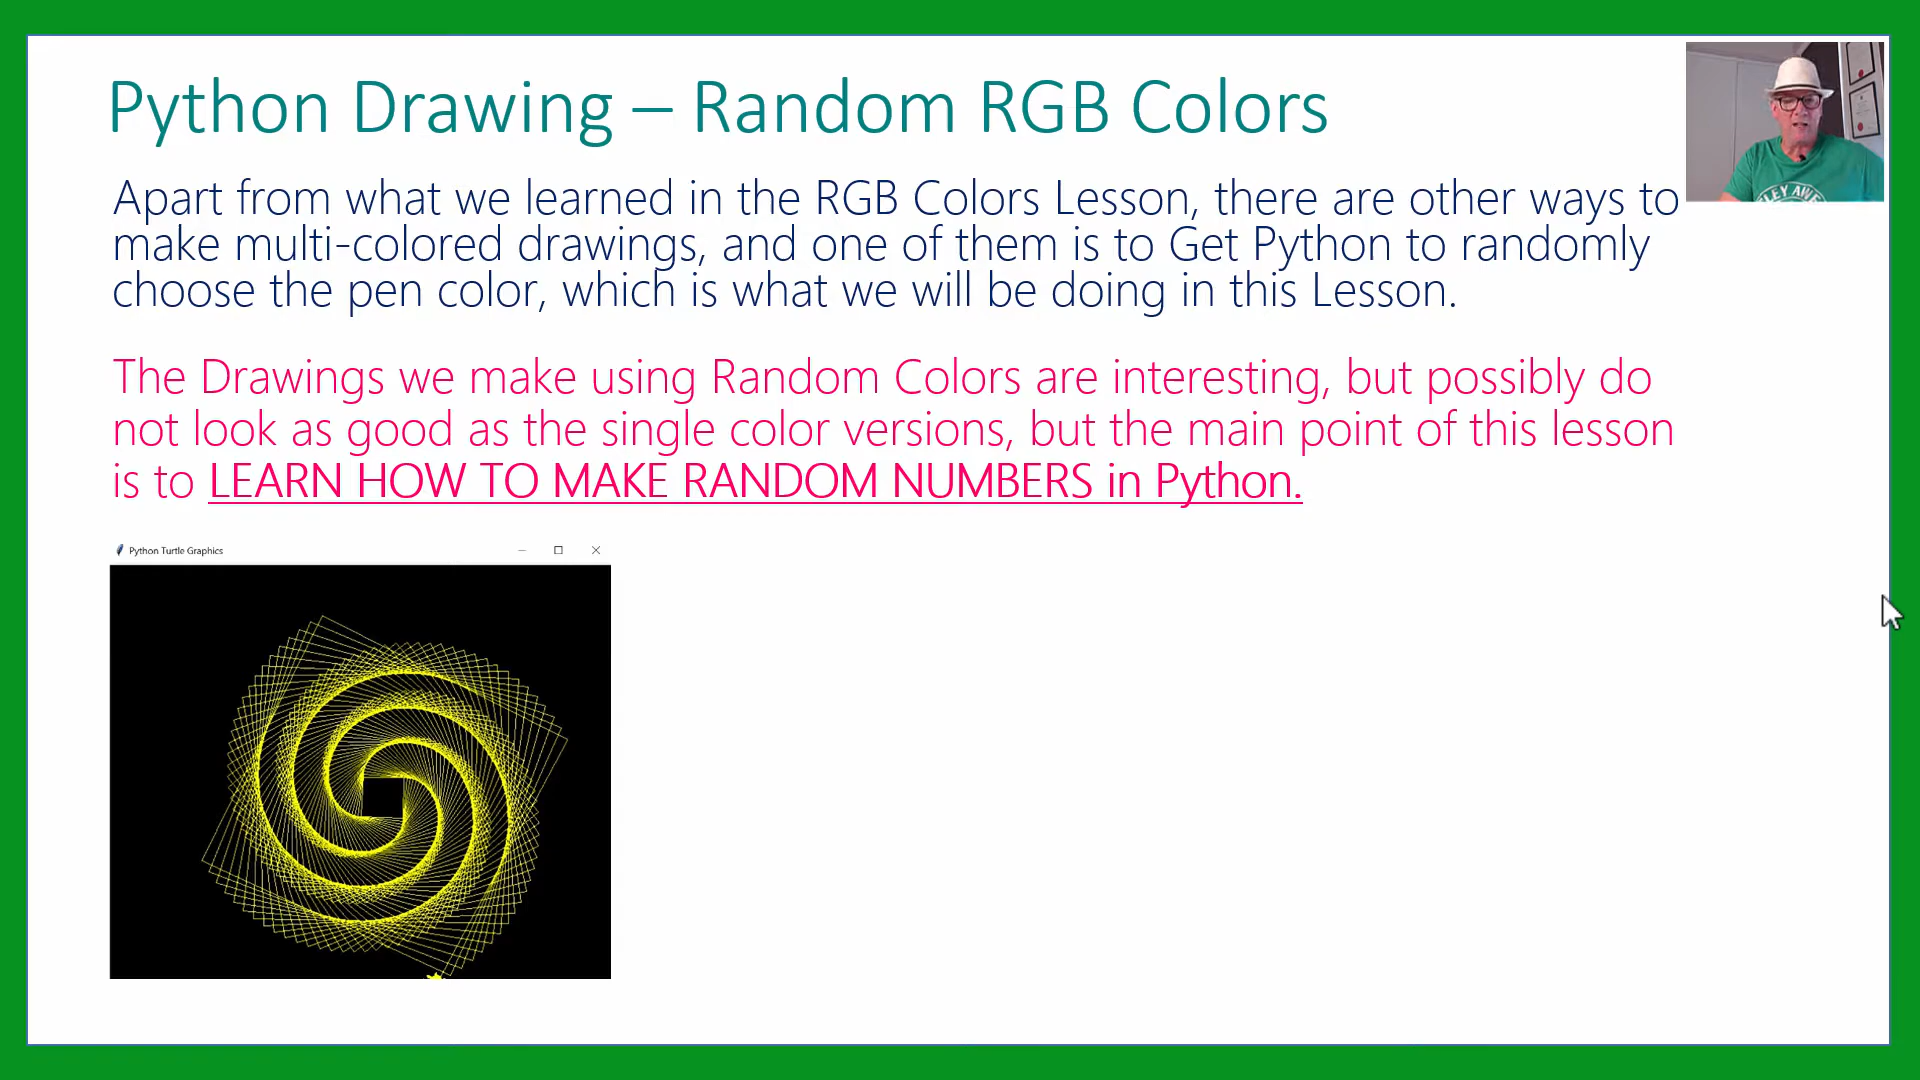 Python Drawing – Random RGB Colors
Apart from what we learned in the RGB Colors Lesson, there are other ways to
make multi-colored drawings, and one of them is to Get Python to randomly
choose the pen color, which is what we will be doing in this Lesson.
The Drawings we make using Random Colors are interesting, but possibly do
not look as good as the single color versions, but the main point of this lesson
is to LEARN HOW TO MAKE RANDOM NUMBERS in Python.
Python Turtle Graphics